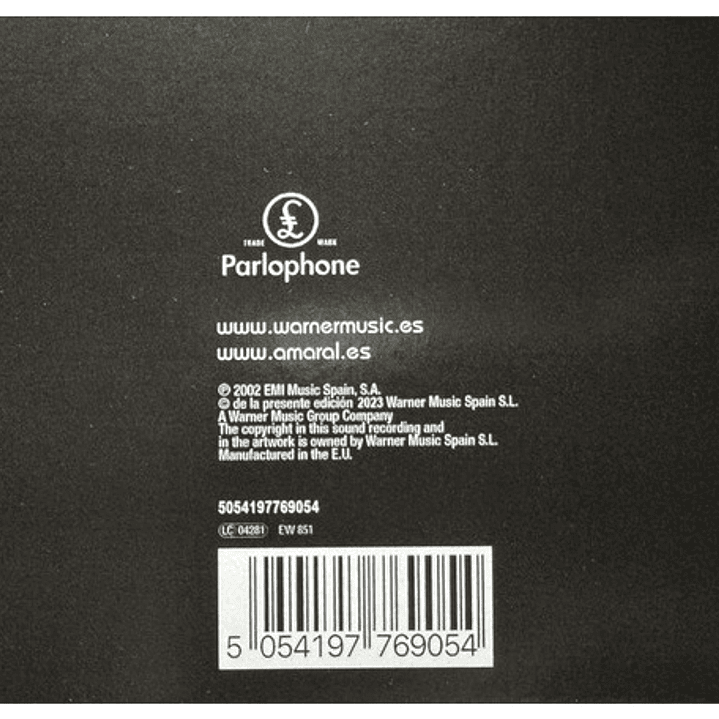 £
TRADE MARK
Parlophone
www.warnermusic.es
www.amaral.es
℗ 2002 EMI Music Spain, S.A.
© de la presente edición 2023 Warner Music Spain S.L.
A Warner Music Group Company
The copyright in this sound recording and
in the artwork is owned by Warner Music Spain S.L.
Manufactured in the E.U.
5054197769054
LC 04281 EW 851
5 054197 769054